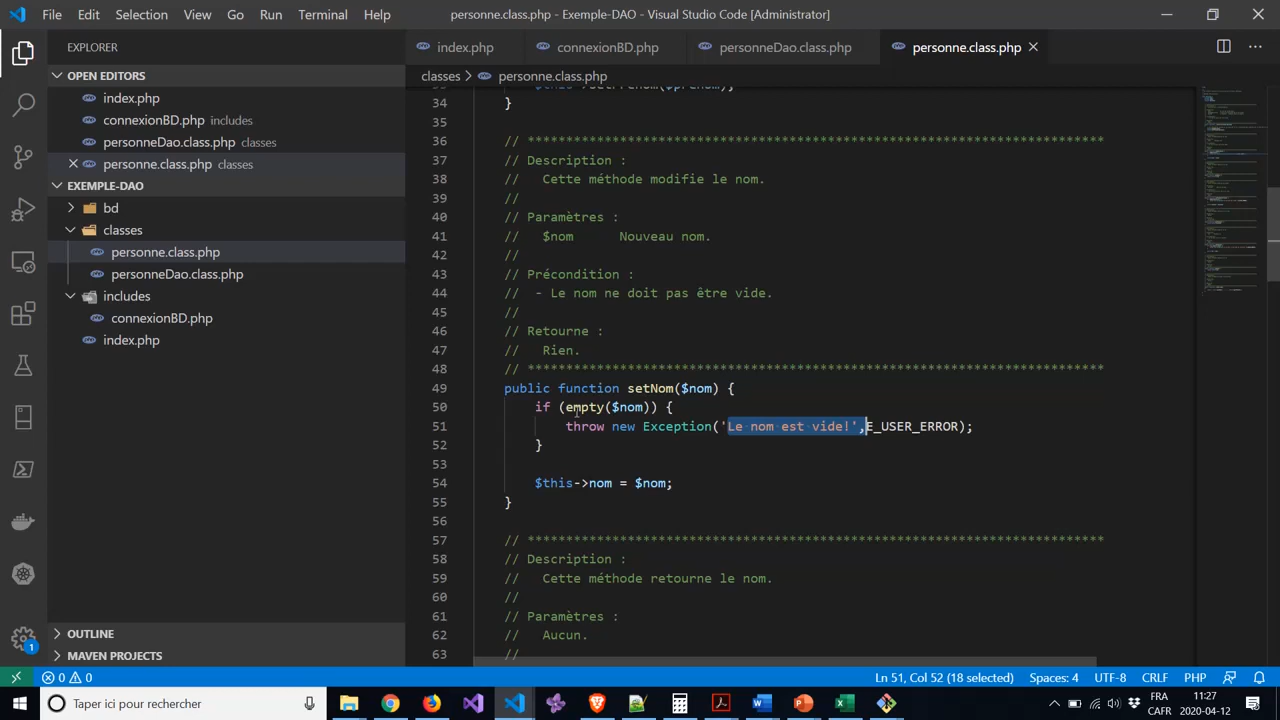 File Edit Selection View Go Run Terminal Help
personne.class.php - Exemple-DAO - Visual Studio Code [Administrator]
EXPLORER
OPEN EDITORS
index.php
connexionBD.php includes
personneDao.class.php classes
personne.class.php classes
EXEMPLE-DAO
bd
classes
personne.class.php
personneDao.class.php
includes
connexionBD.php
index.php
OUTLINE
MAVEN PROJECTS
index.php connexionBD.php personneDao.class.php personne.class.php
classes > personne.class.php
34 }
35
36 // ***************************************************************************
37 // Description :
38 //   Cette méthode modifie le nom.
39 //
40 // Paramètres :
41 //   $nom      Nouveau nom.
42 //
43 // Précondition :
44 //  - Le nom ne doit pas être vide.
45 //
46 // Retourne :
47 //   Rien.
48 // ***************************************************************************
49 public function setNom($nom) {
50     if (empty($nom)) {
51         throw new Exception('Le nom est vide!',E_USER_ERROR);
52     }
53
54     $this->nom = $nom;
55 }
56
57 // ***************************************************************************
58 // Description :
59 //   Cette méthode retourne le nom.
60 //
61 // Paramètres :
62 //   Aucun.
63 //
0 0 Ln 51, Col 52 (18 selected) Spaces: 4 UTF-8 CRLF PHP
1
Taper ici pour rechercher
FRA 11:27
CAFR 2020-04-12